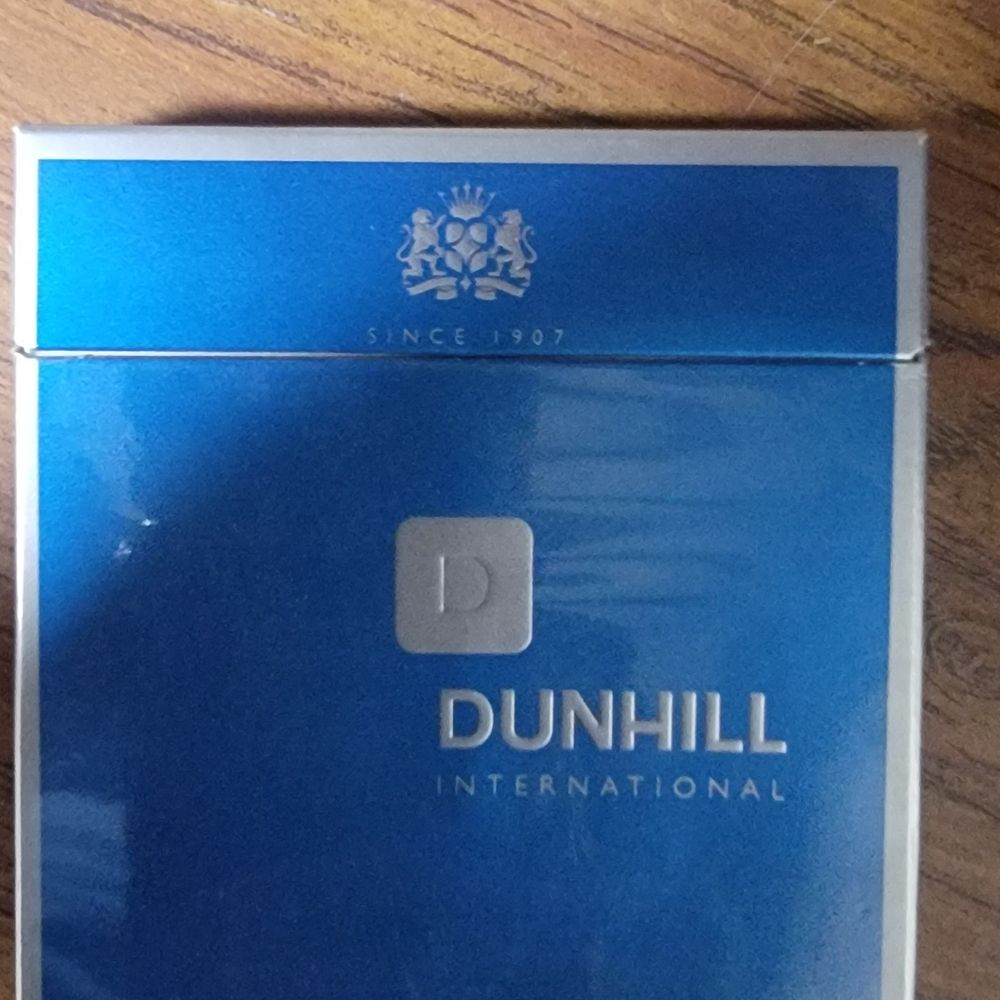 SINCE 1907
D
DUNHILL
INTERNATIONAL